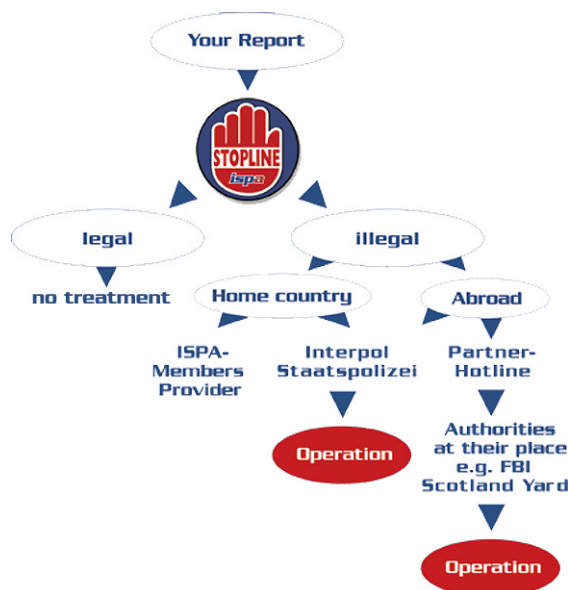 Your Report
STOPLINE
ispa
legal
illegal
no treatment
Home country
Abroad
ISPA-
Members
Provider
Interpol
Staatspolizei
Partner-
Hotline
Operation
Authorities
at their place
e.g. FBI
Scotland Yard
Operation